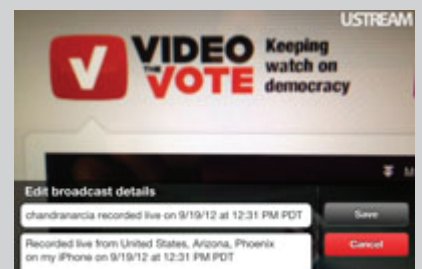 USTREAM
VIDEO
THE
VOTE
Keeping
watch on
democracy
Edit broadcast details
chandranarcia recorded live on 9/19/12 at 12:31 PM PDT
Save
Recorded live from United States, Arizona, Phoenix
on my iPhone on 9/19/12 at 12:31 PM PDT
Cancel